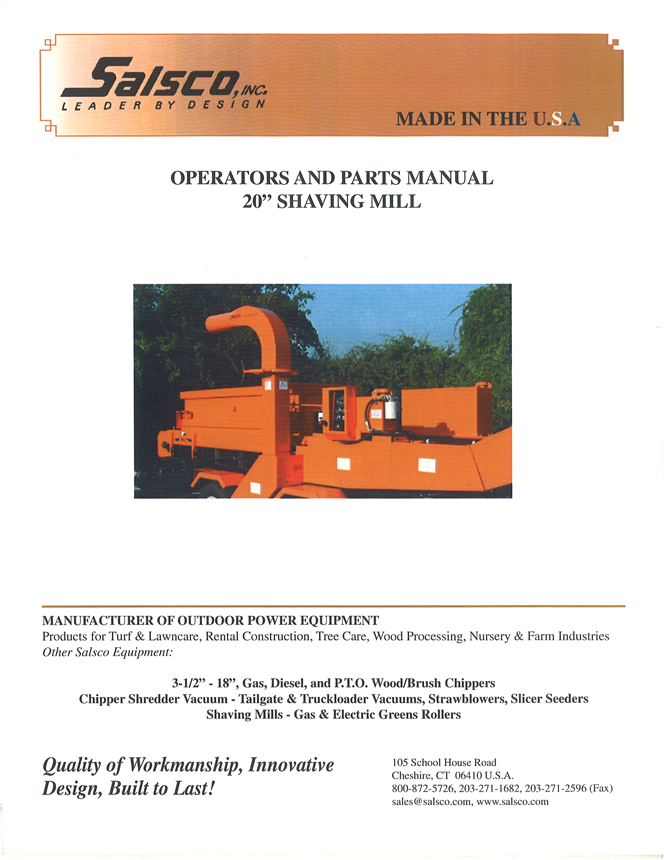 Salsco, INC.
LEADER BY DESIGN
MADE IN THE U.S.A
OPERATORS AND PARTS MANUAL
20” SHAVING MILL
MANUFACTURER OF OUTDOOR POWER EQUIPMENT
Products for Turf & Lawncare, Rental Construction, Tree Care, Wood Processing, Nursery & Farm Industries
Other Salsco Equipment:
3-1/2” - 18”, Gas, Diesel, and P.T.O. Wood/Brush Chippers
Chipper Shredder Vacuum - Tailgate & Truckloader Vacuums, Strawblowers, Slicer Seeders
Shaving Mills - Gas & Electric Greens Rollers
Quality of Workmanship, Innovative
Design, Built to Last!
105 School House Road
Cheshire, CT 06410 U.S.A.
800-872-5726, 203-271-1682, 203-271-2596 (Fax)
sales@salsco.com, www.salsco.com